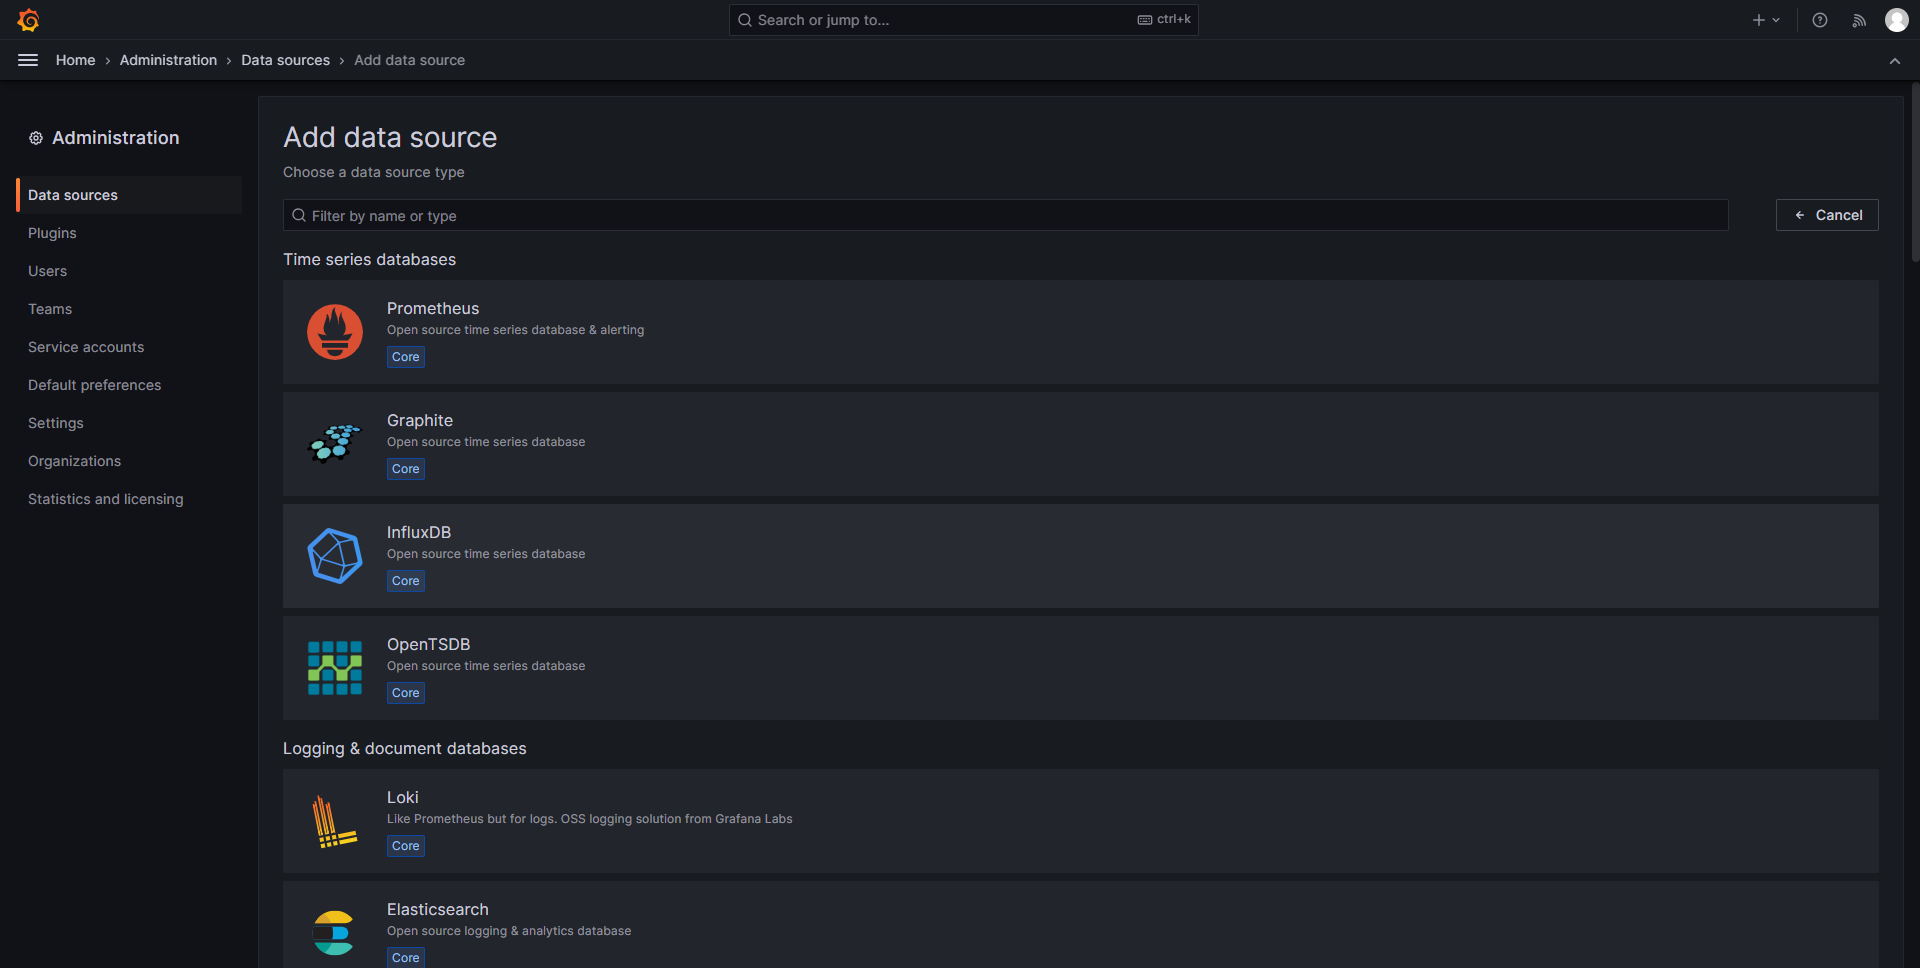 Search or jump to...
ctrl+k
Home › Administration › Data sources › Add data source
Administration
Data sources
Plugins
Users
Teams
Service accounts
Default preferences
Settings
Organizations
Statistics and licensing
Add data source
Choose a data source type
Filter by name or type
Cancel
Time series databases
Prometheus
Open source time series database & alerting
Core
Graphite
Open source time series database
Core
InfluxDB
Open source time series database
Core
OpenTSDB
Open source time series database
Core
Logging & document databases
Loki
Like Prometheus but for logs. OSS logging solution from Grafana Labs
Core
Elasticsearch
Open source logging & analytics database
Core